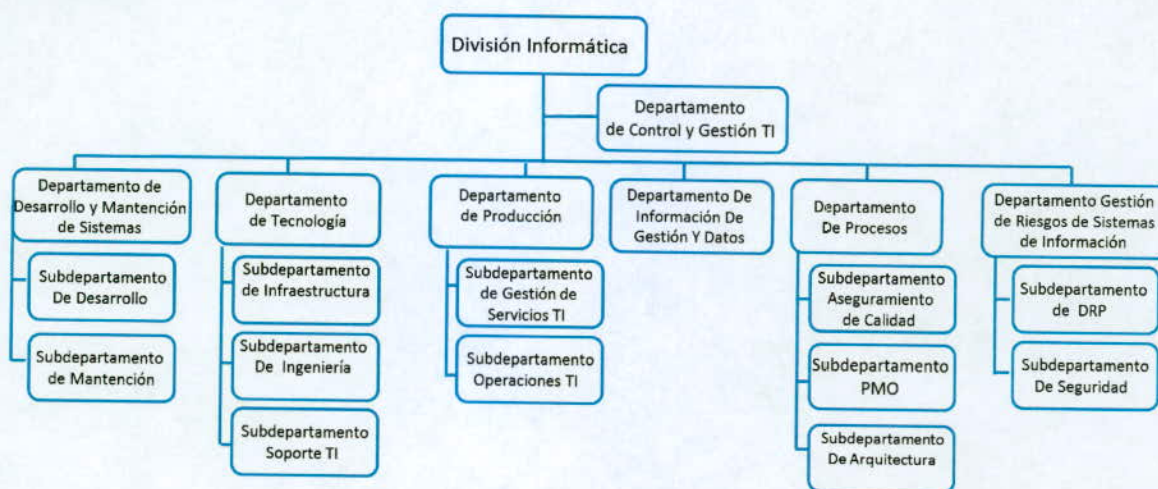 División Informática
Departamento
de Control y Gestión TI
Departamento de
Desarrollo y Mantención
de Sistemas
Subdepartamento
De Desarrollo
Subdepartamento
de Mantención
Departamento
de Tecnología
Subdepartamento
de Infraestructura
Subdepartamento
De Ingeniería
Subdepartamento
Soporte TI
Departamento
de Producción
Subdepartamento
de Gestión de
Servicios TI
Subdepartamento
Operaciones TI
Departamento De
Información De
Gestión Y Datos
Departamento
De Procesos
Subdepartamento
Aseguramiento
de Calidad
Subdepartamento
PMO
Subdepartamento
De Arquitectura
Departamento Gestión
de Riesgos de Sistemas
de Información
Subdepartamento
de DRP
Subdepartamento
De Seguridad